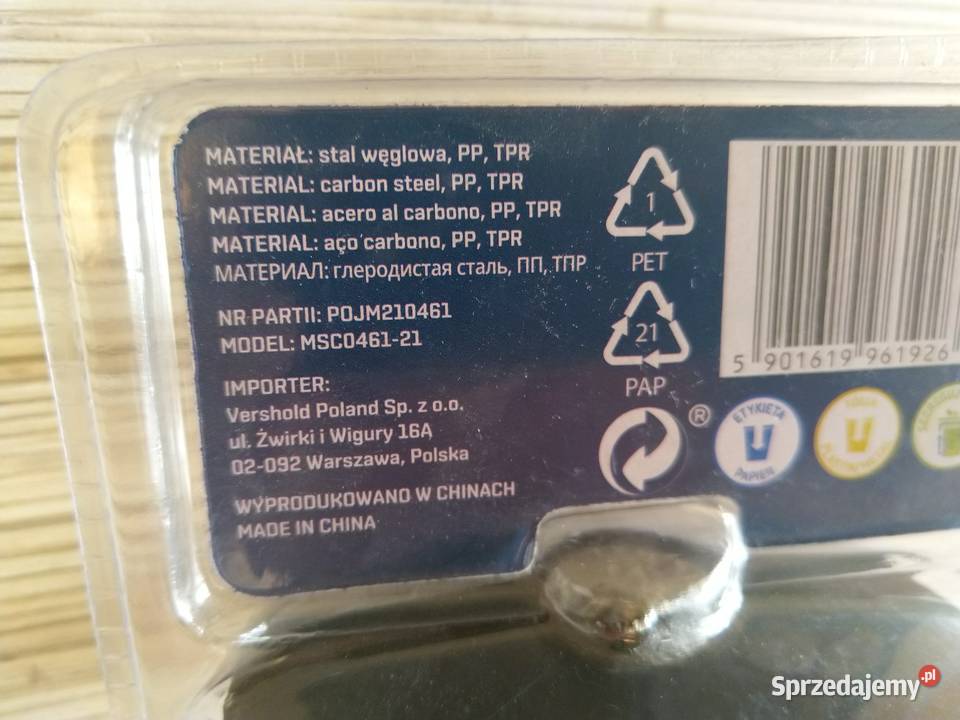 MATERIAŁ: stal węglowa, PP, TPR
MATERIAL: carbon steel, PP, TPR
MATERIAL: acero al carbono, PP, TPR
MATERIAL: aço carbono, PP, TPR
МАТЕРИАЛ: глеродистая сталь, ПП, ТПР
NR PARTII: POJM210461
MODEL: MSC0461-21
IMPORTER:
Vershold Poland Sp. z o.o.
ul. Żwirki i Wigury 16A
02-092 Warszawa, Polska
WYPRODUKOWANO W CHINACH
MADE IN CHINA
1
PET
21
PAP
®
5 901619 961926
ETYKIETA
PAPIER
Sprzedajemy.pl